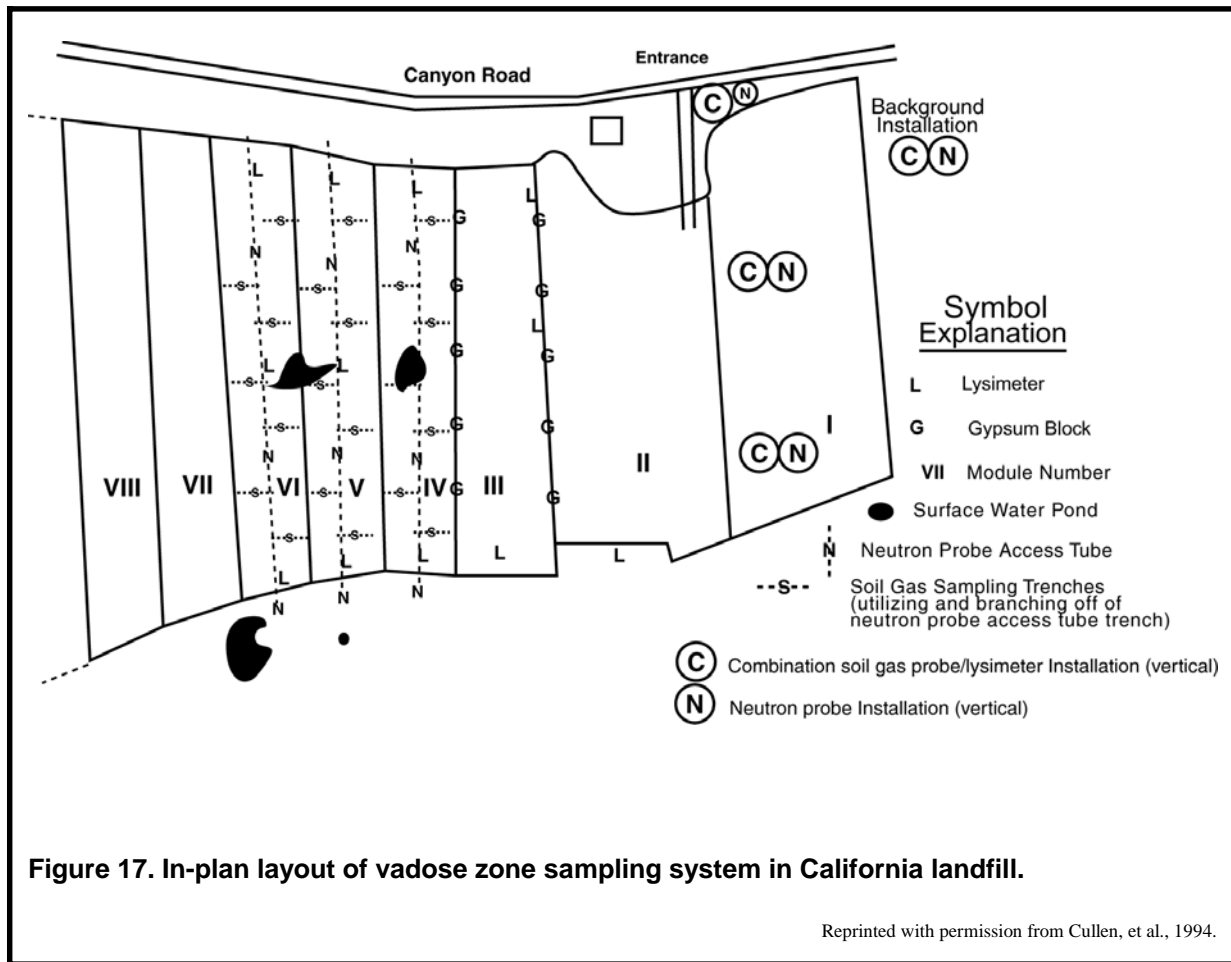 Entrance
Canyon Road
C N
Background
Installation
C N
L L L L
S S S G G
N N N
C N
S S S G G
Symbol
Explanation
S S S L
G G
L L
S S S
L Lysimeter
S S S G G
G Gypsum Block
I
N N N
C N
II
VII Module Number
VIII VII S VI S V S IV G III G
Surface Water Pond
S S S
L L L L L
N Neutron Probe Access Tube
N N N
--S-- Soil Gas Sampling Trenches
(utilizing and branching off of
neutron probe access tube trench)
C Combination soil gas probe/lysimeter Installation (vertical)
N Neutron probe Installation (vertical)
Figure 17. In-plan layout of vadose zone sampling system in California landfill.
Reprinted with permission from Cullen, et al., 1994.